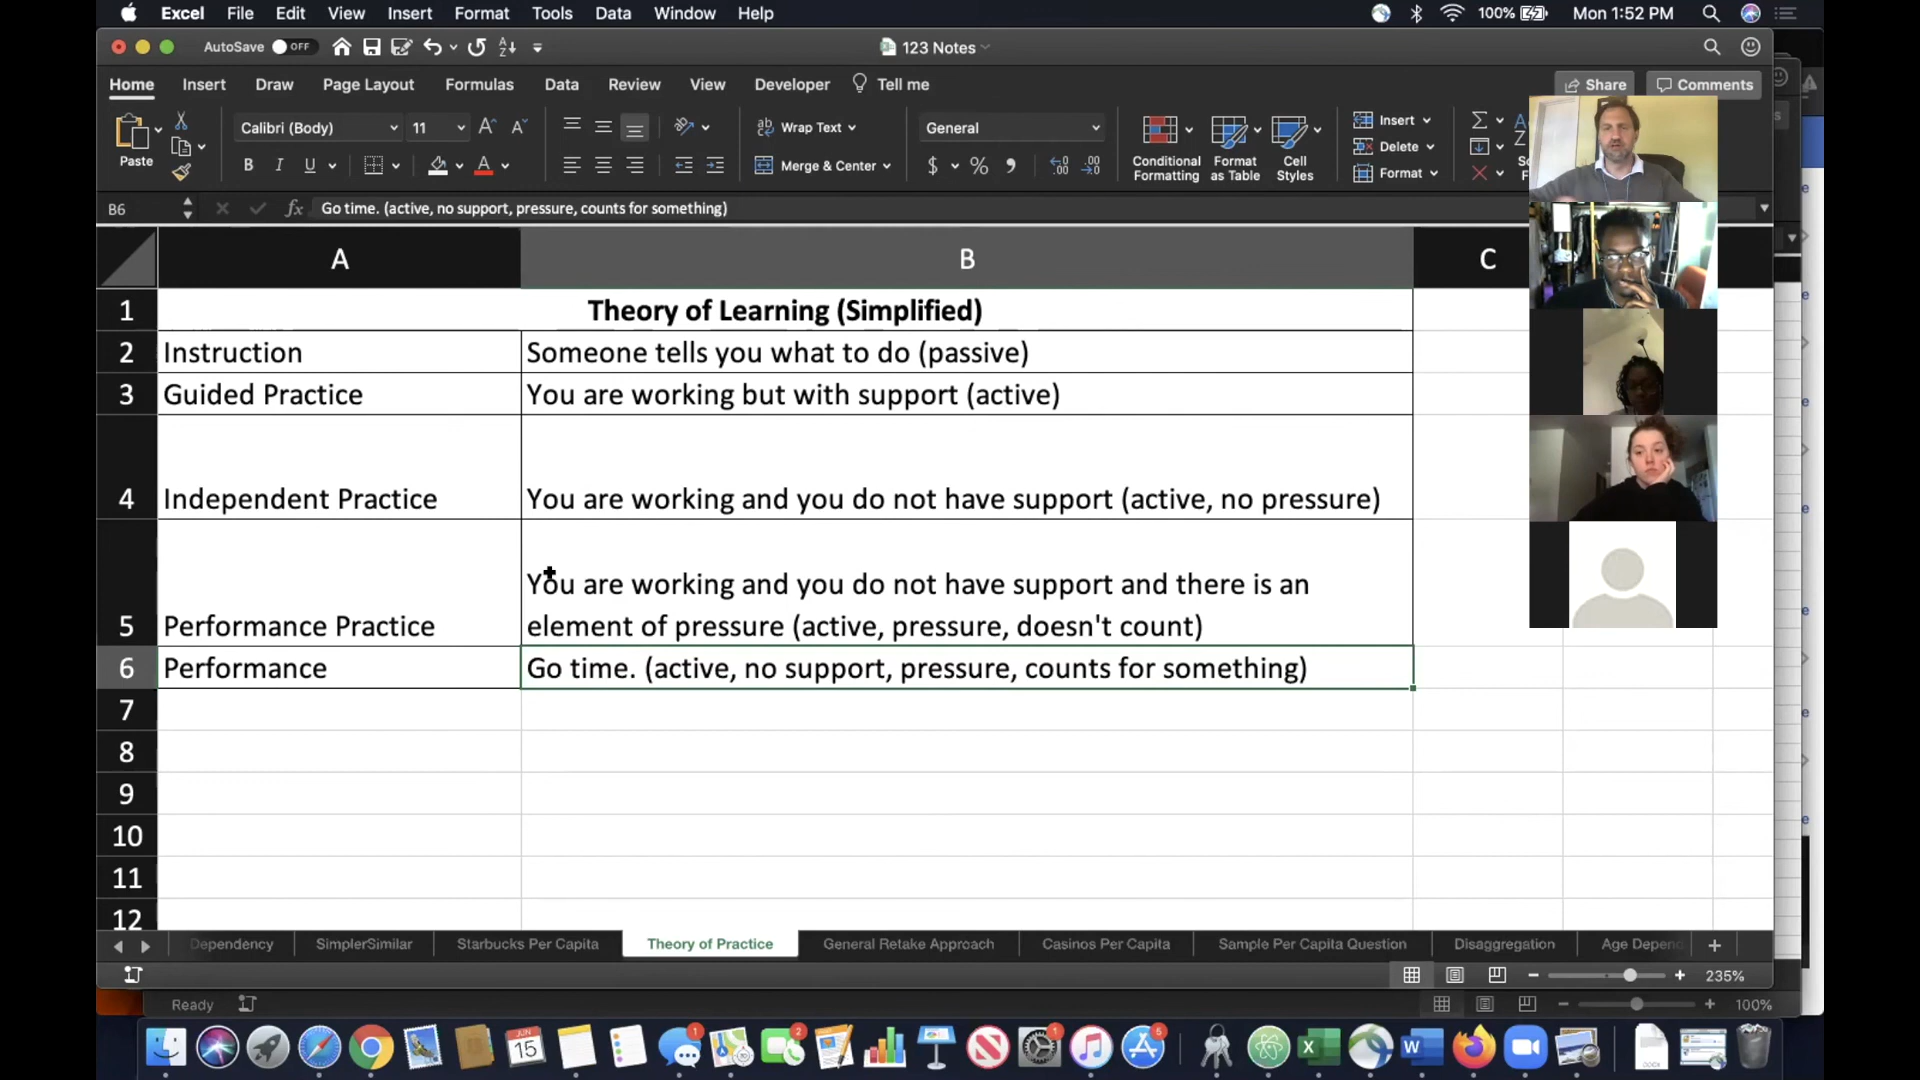 Excel File Edit View Insert Format Tools Data Window Help 100% Mon 1:52 PM
AutoSave OFF 123 Notes
Home Insert Draw Page Layout Formulas Data Review View Developer Tell me Share Comments
Paste Calibri (Body) 11 A A Wrap Text General Insert
B I U A Merge & Center $ % Conditional Formatting Format as Table Cell Styles Delete
Format
B6 fx Go time. (active, no support, pressure, counts for something)
A B C
1 Theory of Learning (Simplified)
2 Instruction Someone tells you what to do (passive)
3 Guided Practice You are working but with support (active)
4 Independent Practice You are working and you do not have support (active, no pressure)
You are working and you do not have support and there is an
5 Performance Practice element of pressure (active, pressure, doesn't count)
6 Performance Go time. (active, no support, pressure, counts for something)
7
8
9
10
11
12
Dependency SimplerSimilar Starbucks Per Capita Theory of Practice General Retake Approach Casinos Per Capita Sample Per Capita Question Disaggregation Age Depend
235%
Ready 100%
JUN 15 1 2 1 5